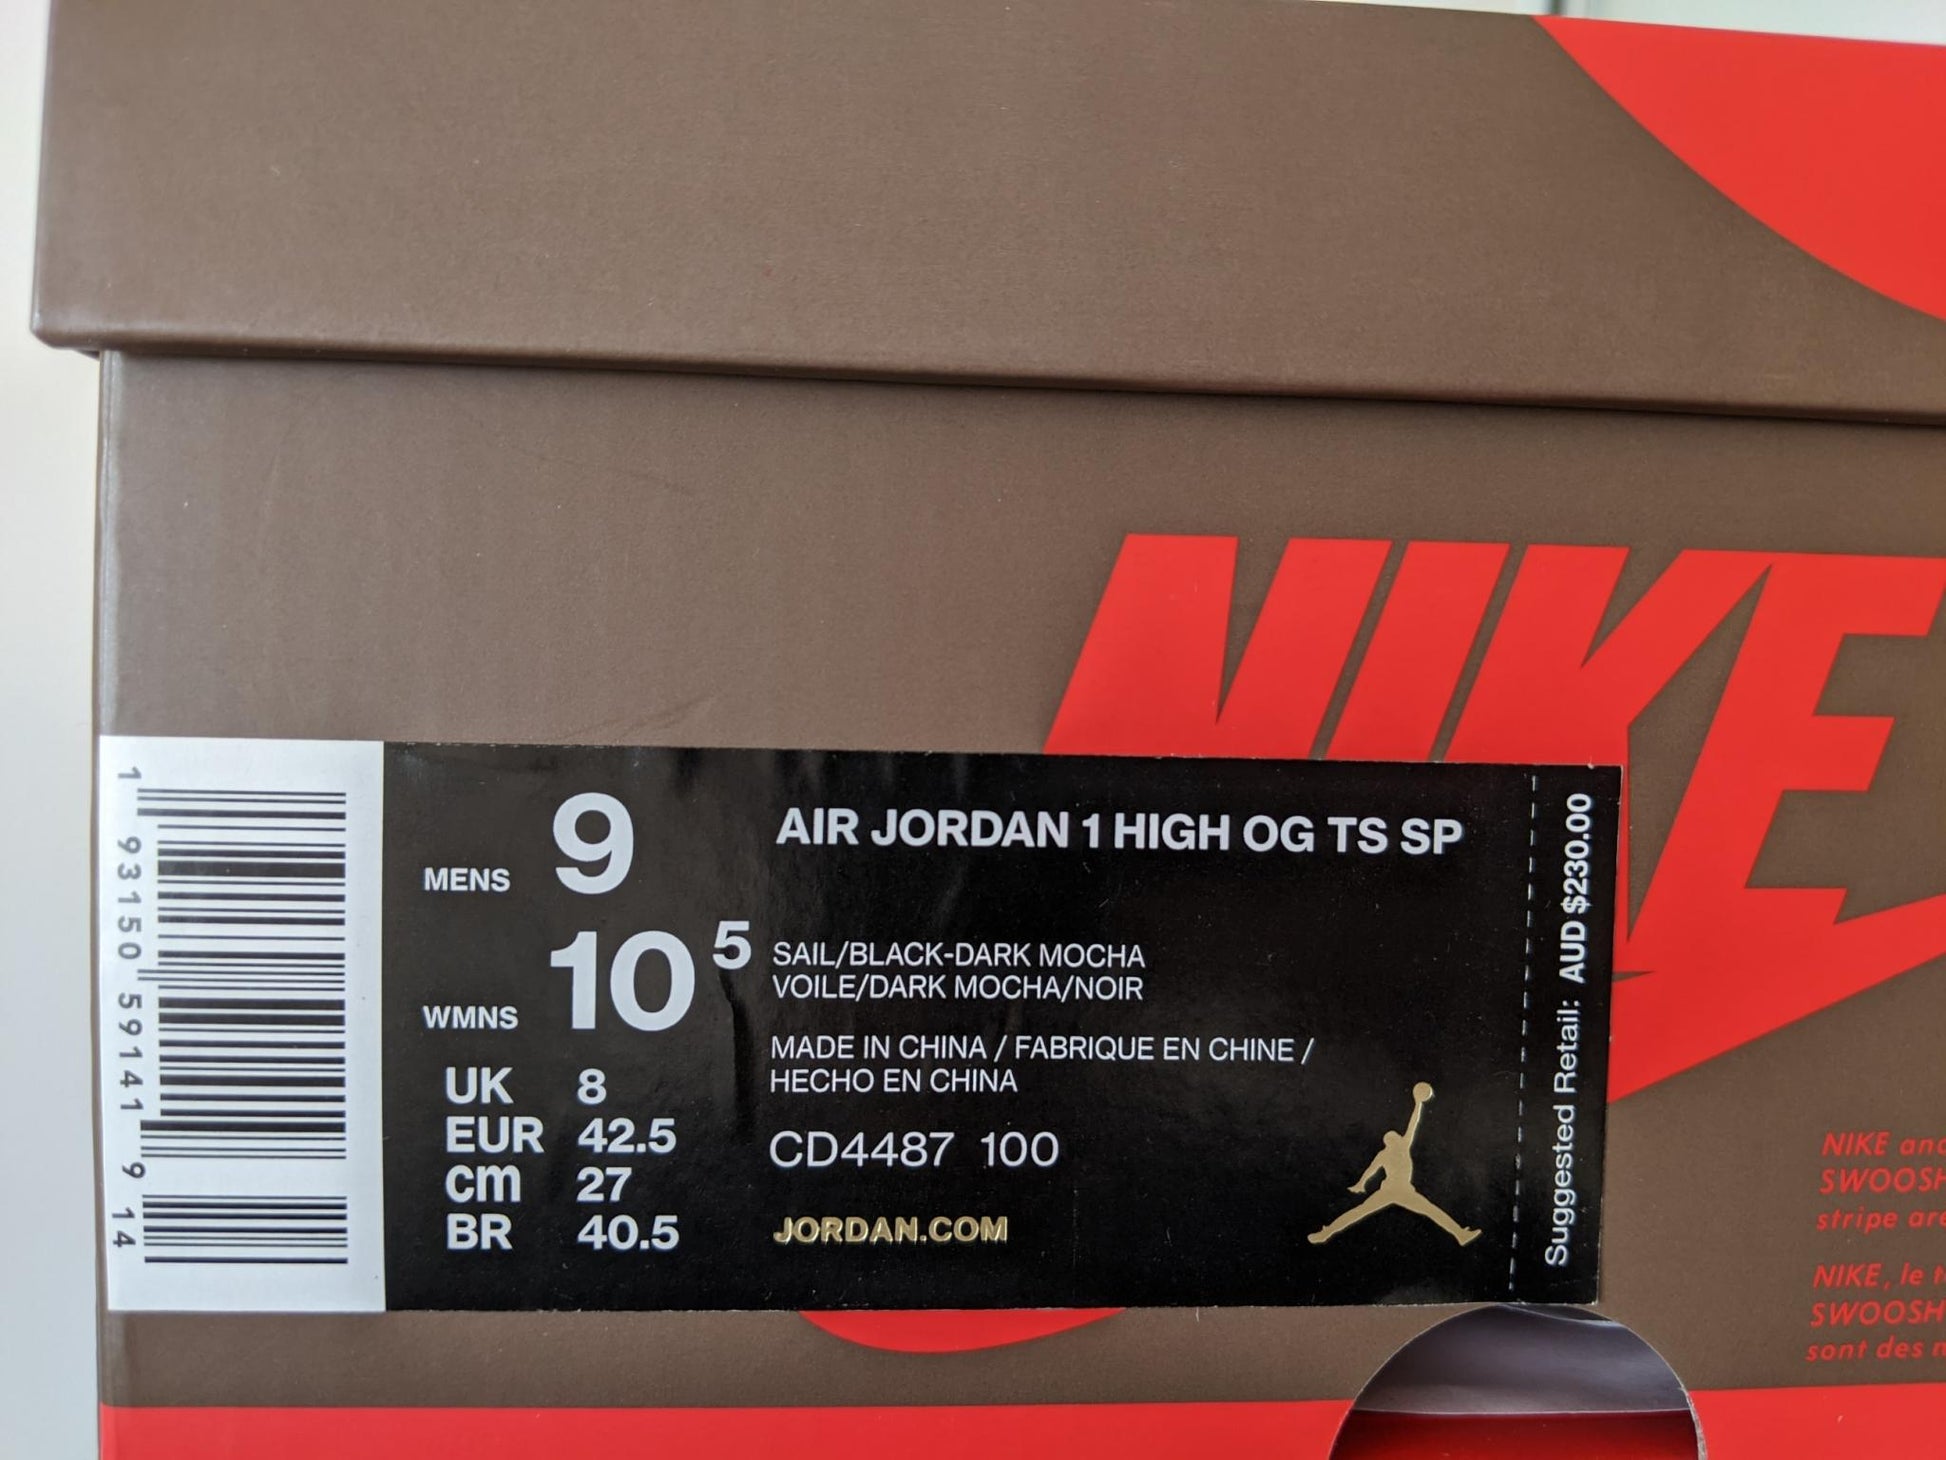 NIKE
1 93150 59141 9 14
MENS 9
WMNS 10 5
UK 8
EUR 42.5
cm 27
BR 40.5
AIR JORDAN 1 HIGH OG TS SP
SAIL/BLACK-DARK MOCHA
VOILE/DARK MOCHA/NOIR
MADE IN CHINA / FABRIQUE EN CHINE /
HECHO EN CHINA
CD4487 100
JORDAN.COM
Suggested Retail: AUD $230.00
NIKE and
SWOOSH
stripe are
NIKE, le
SWOOSH
sont des